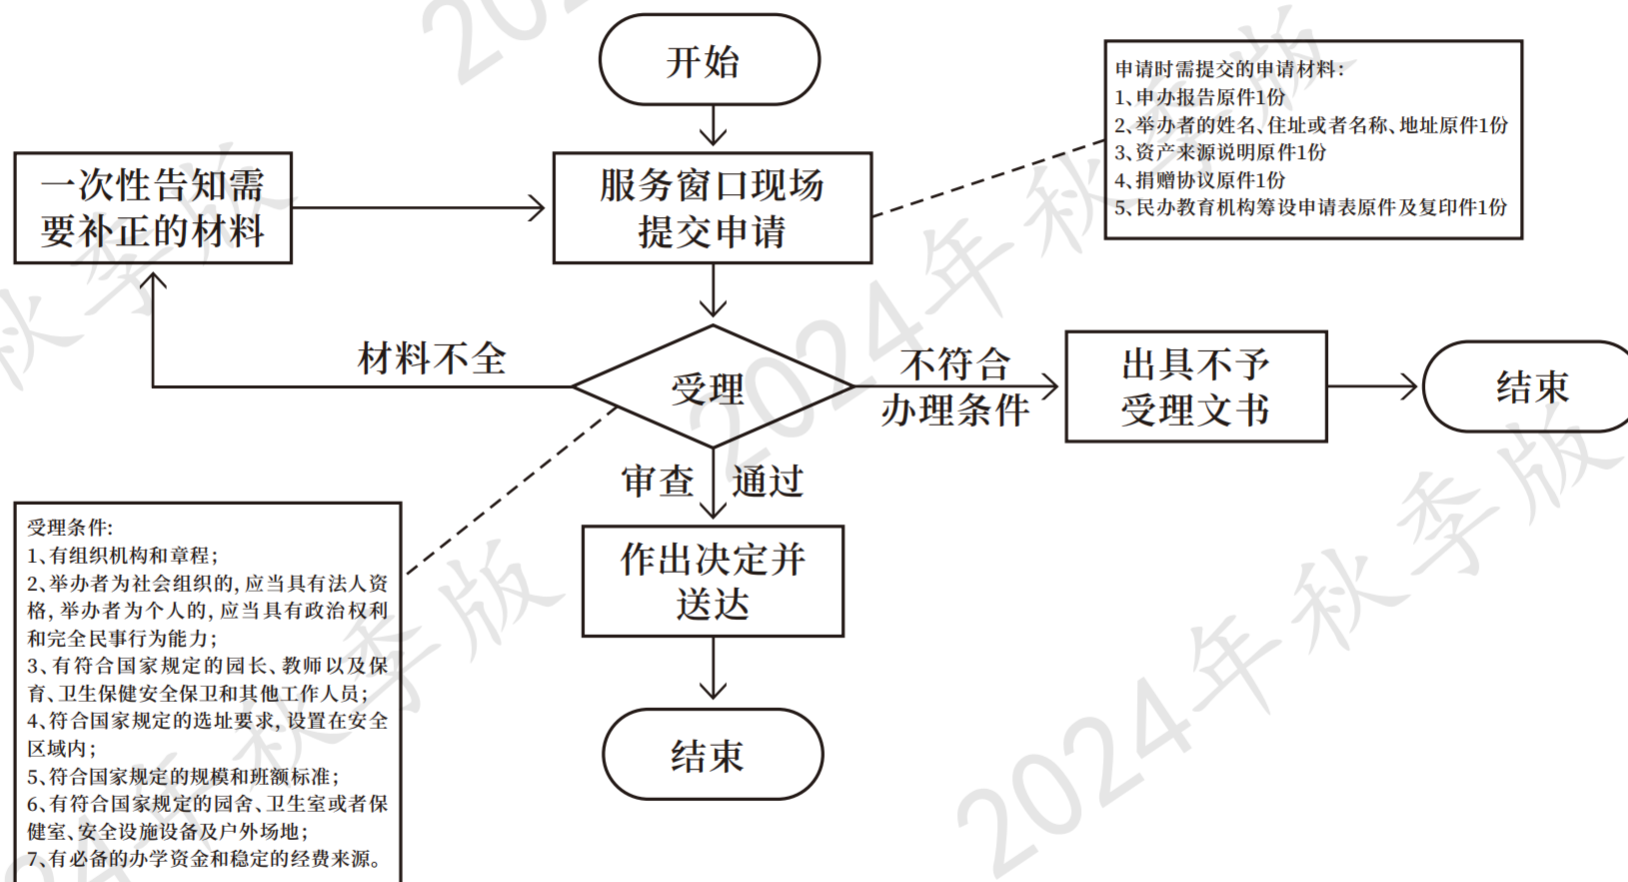 开始
申请时需提交的申请材料：
1、申办报告原件1份
2、举办者的姓名、住址或者名称、地址原件1份
3、资产来源说明原件1份
4、捐赠协议原件1份
5、民办教育机构筹设申请表原件及复印件1份
一次性告知需
要补正的材料
服务窗口现场
提交申请
材料不全
受理
不符合
办理条件
出具不予
受理文书
结束
审查 通过
作出决定并
送达
结束
受理条件：
1、有组织机构和章程；
2、举办者为社会组织的，应当具有法人资
格，举办者为个人的，应当具有政治权利
和完全民事行为能力；
3、有符合国家规定的园长、教师以及保
育、卫生保健安全保卫和其他工作人员；
4、符合国家规定的选址要求，设置在安全
区域内；
5、符合国家规定的规模和班额标准；
6、有符合国家规定的园舍、卫生室或者保
健室、安全设施设备及户外场地；
7、有必备的办学资金和稳定的经费来源。
2024年秋季版
2024年秋季版
2024年秋季版
秋季版
202